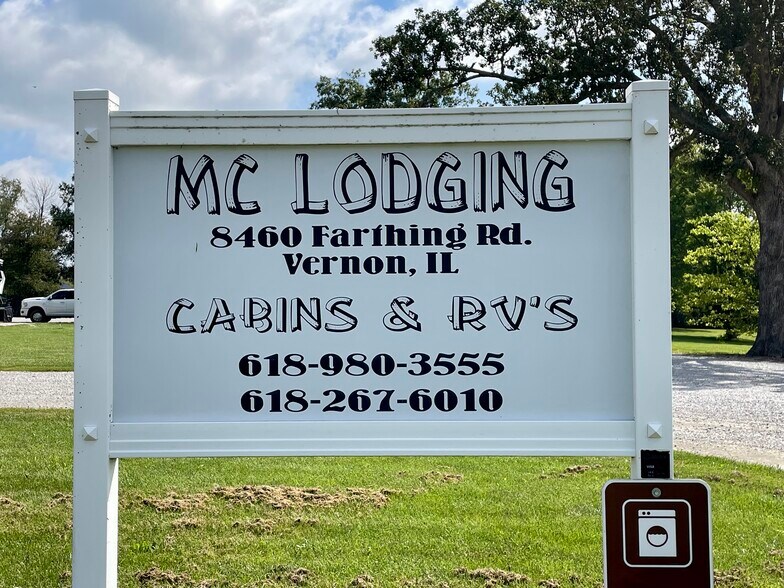 MC LODGING
8460 Farthing Rd.
Vernon, IL
CABINS & RV'S
618-980-3555
618-267-6010